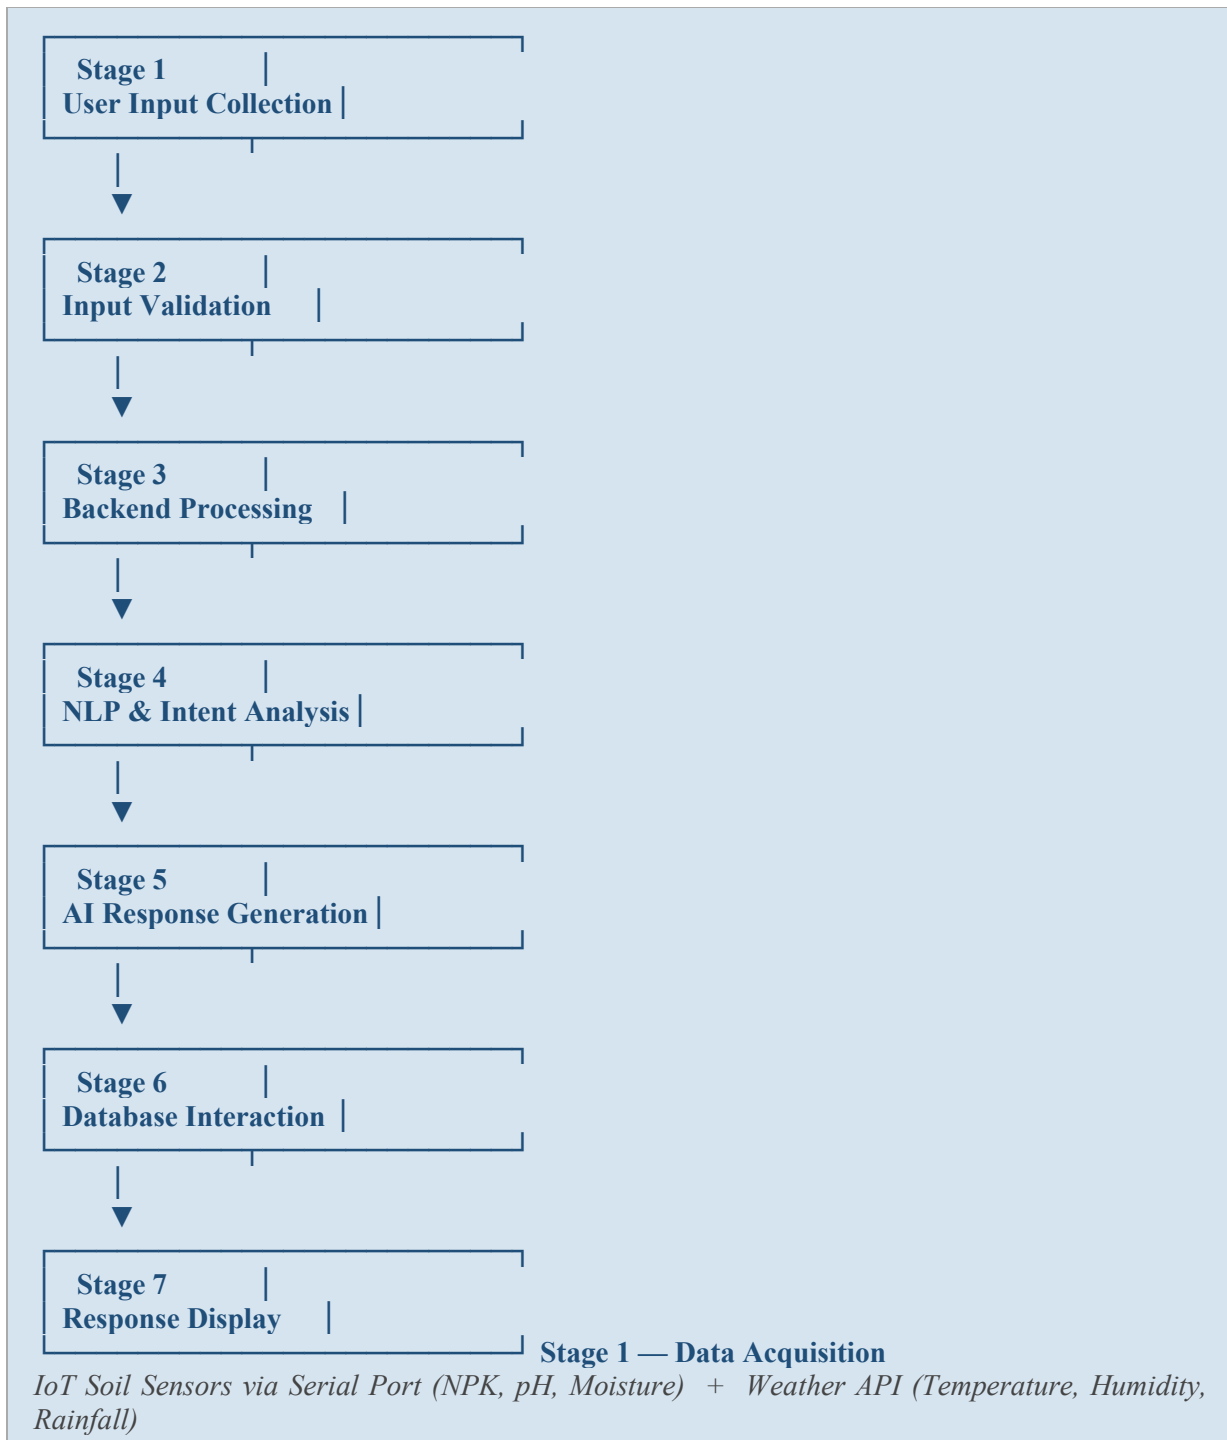 Stage 1
User Input Collection
Stage 2
Input Validation
Stage 3
Backend Processing
Stage 4
NLP & Intent Analysis
Stage 5
AI Response Generation
Stage 6
Database Interaction
Stage 7
Response Display
Stage 1 — Data Acquisition
IoT Soil Sensors via Serial Port (NPK, pH, Moisture) + Weather API (Temperature, Humidity,
Rainfall)